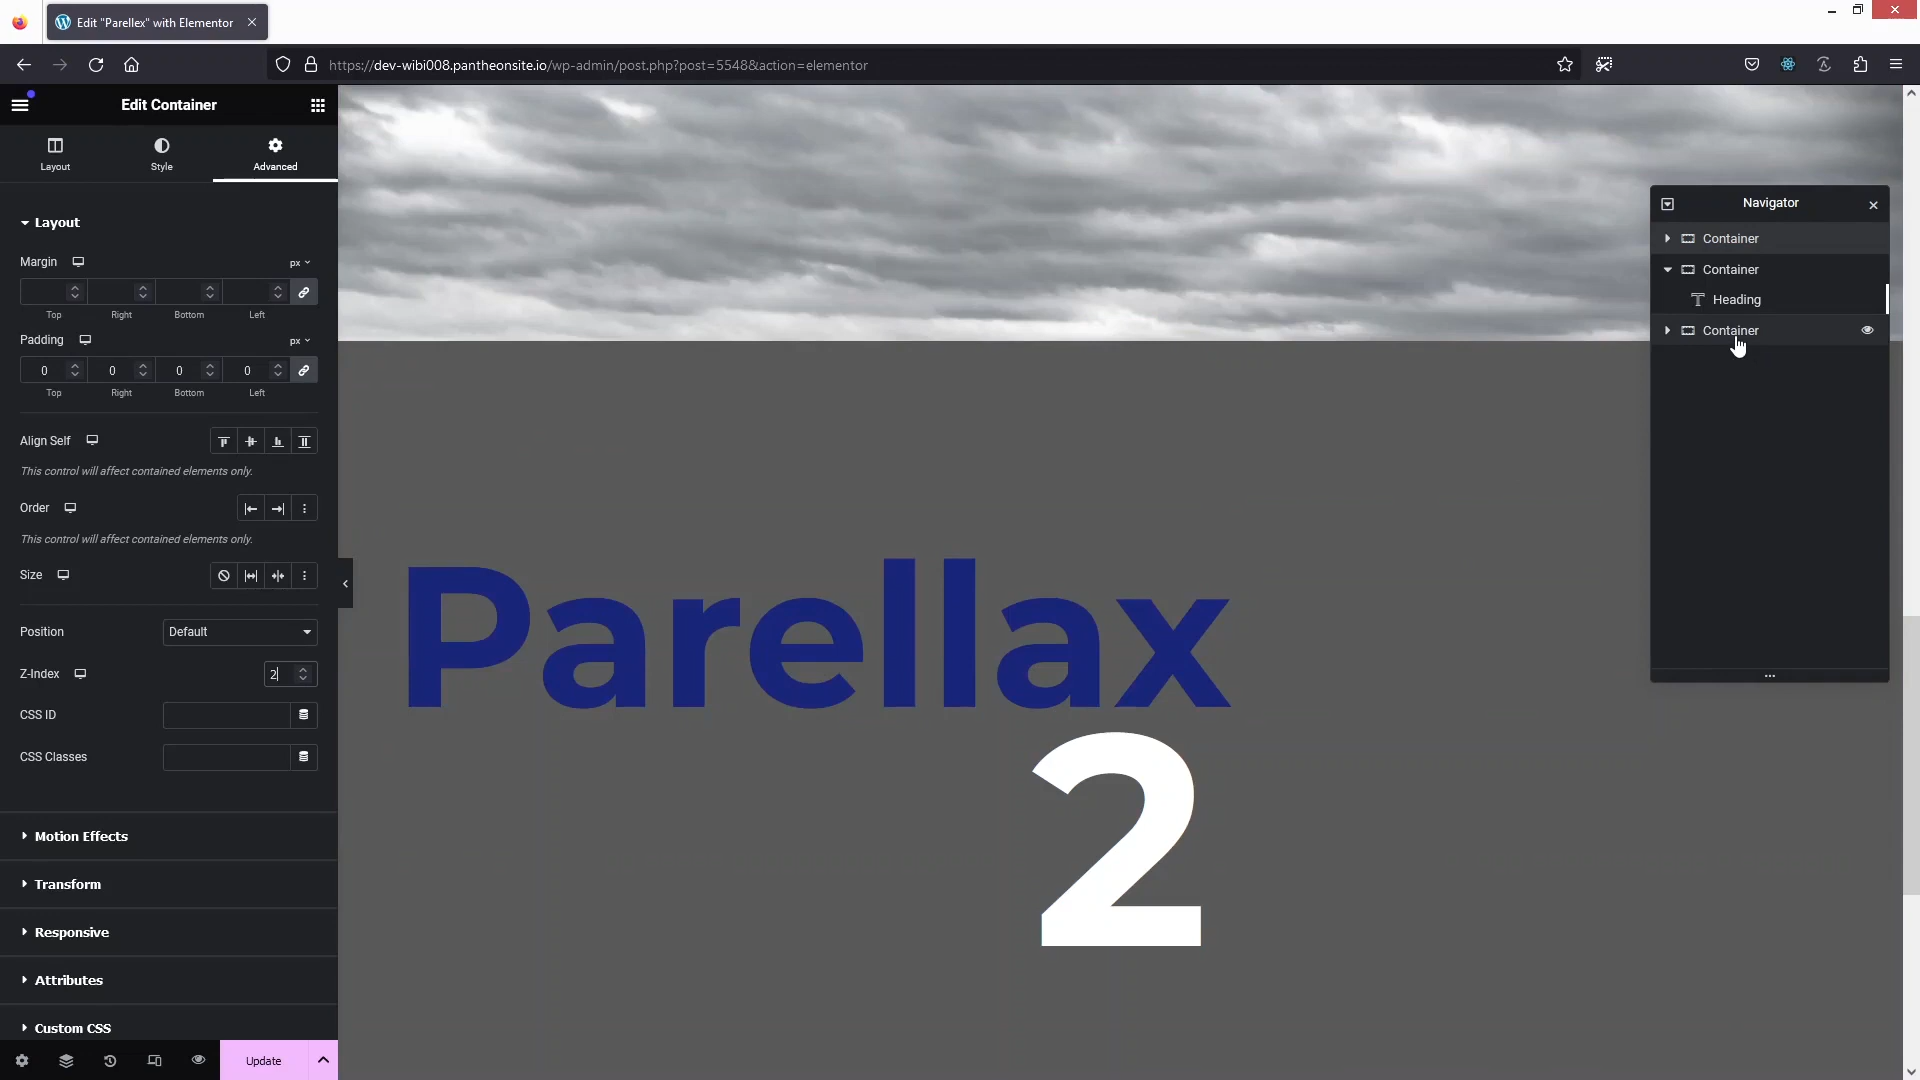 Edit "Parellex" with Elementor
https://dev-wibi008.pantheonsite.io/wp-admin/post.php?post=5548&action=elementor
Edit Container
Layout
Style
Advanced
Layout
Margin
px
Top Right Bottom Left
Padding
px
0 0 0 0
Top Right Bottom Left
Align Self
This control will affect contained elements only.
Order
This control will affect contained elements only.
Size
Position
Default
Z-Index
2
CSS ID
CSS Classes
Motion Effects
Transform
Responsive
Attributes
Custom CSS
Update
Parellax
2
Navigator
Container
Container
Heading
Container